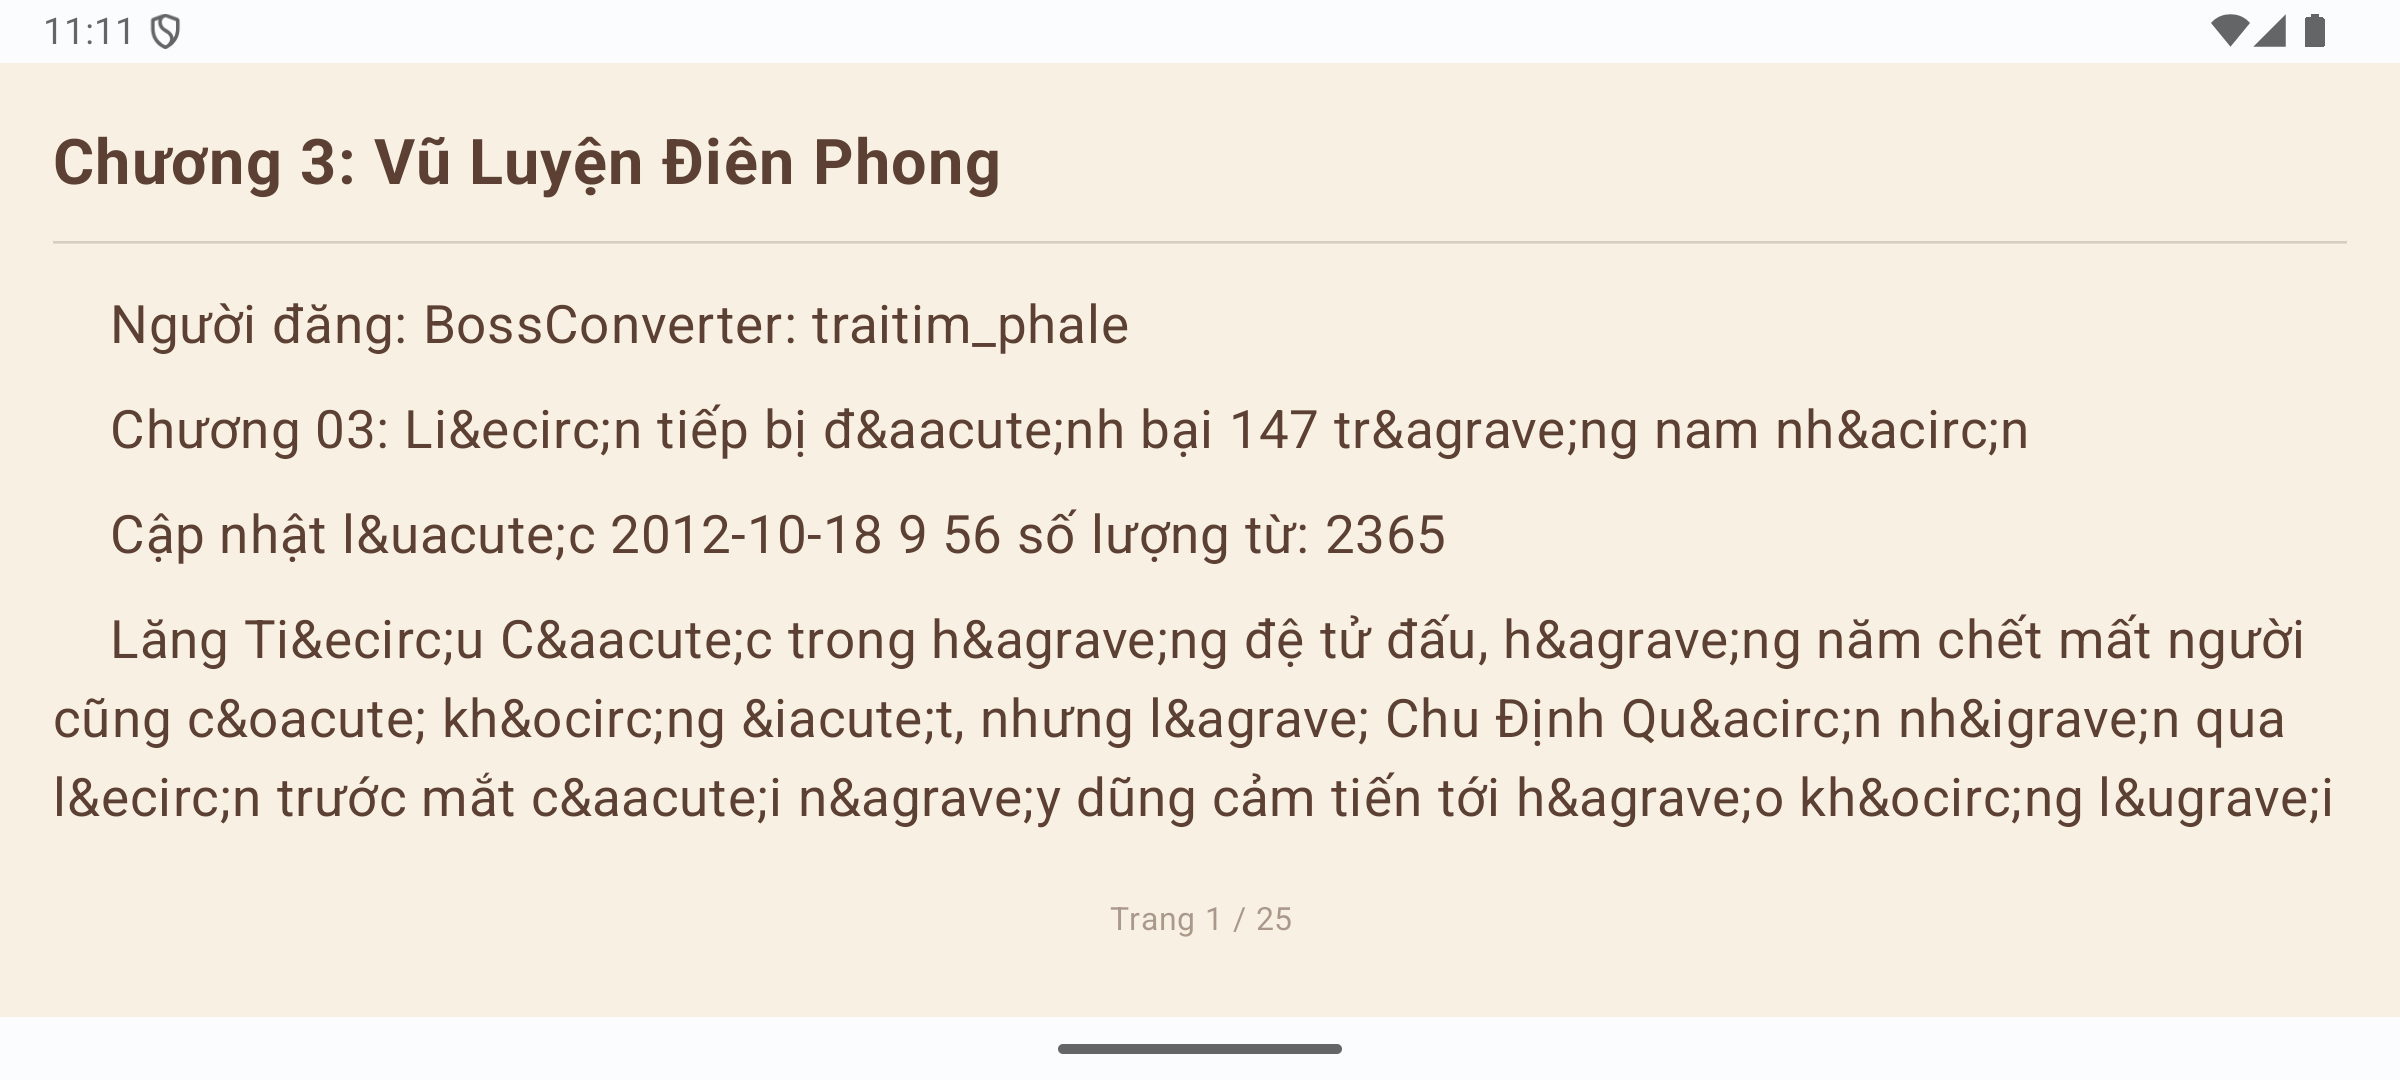 11:11
Chương 3: Vũ Luyện Điên Phong
Người đăng: BossConverter: traitim_phale
Chương 03: Li&ecirc;n tiếp bị đ&aacute;nh bại 147 tr&agrave;ng nam nh&acirc;n
Cập nhật l&uacute;c 2012-10-18 9 56 số lượng từ: 2365
Lăng Ti&ecirc;u C&aacute;c trong h&agrave;ng đệ tử đấu, h&agrave;ng năm chết mất người
cũng c&oacute; kh&ocirc;ng &iacute;t, nhưng l&agrave; Chu Định Qu&acirc;n nh&igrave;n qua
l&ecirc;n trước mắt c&aacute;i n&agrave;y dũng cảm tiến tới h&agrave;o kh&ocirc;ng l&ugrave;i
Trang 1 / 25